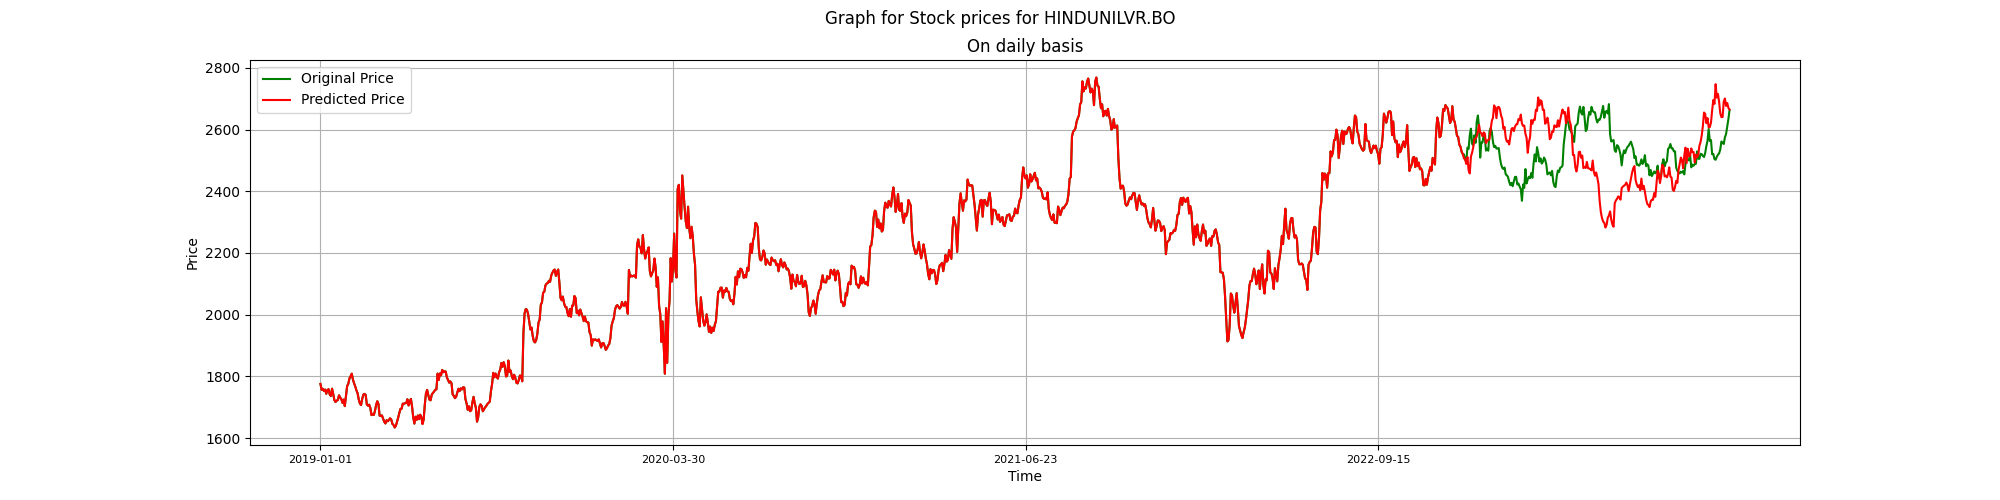 Graph for Stock prices for HINDUNILVR.BO
On daily basis
Original Price
Predicted Price
2800
2600
2400
2200
2000
1800
1600
Price
2019-01-01
2020-03-30
2021-06-23
2022-09-15
Time